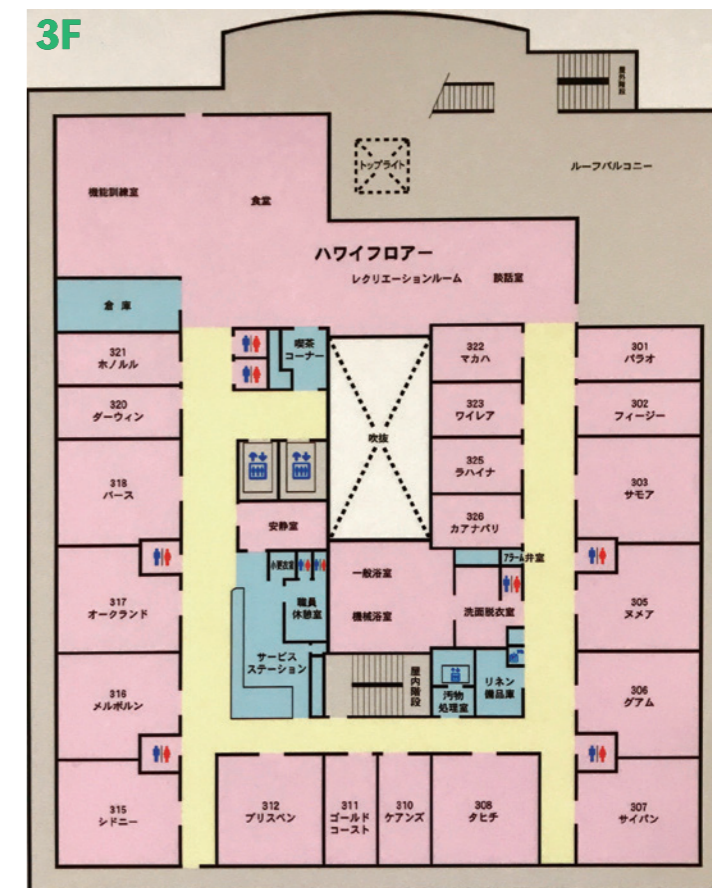 3F
屋外階段
トップライト
ルーフバルコニー
機能訓練室
食堂
ハワイフロアー
レクリエーションルーム
談話室
倉庫
喫茶
コーナー
321
ホノルル
322
マカハ
301
パラオ
320
ダーウィン
323
ワイレア
302
フィージー
吹抜
318
パース
325
ラハイナ
303
サモア
安静室
326
カアナパリ
アラーム弁室
小更衣室
一般浴室
317
オークランド
職員
休憩室
機械浴室
洗面脱衣室
305
ヌメア
サービス
ステーション
屋内階段
汚物
処理室
リネン
備品庫
316
メルボルン
306
グアム
315
シドニー
312
ブリスベン
311
ゴールド
コースト
310
ケアンズ
308
タヒチ
307
サイパン